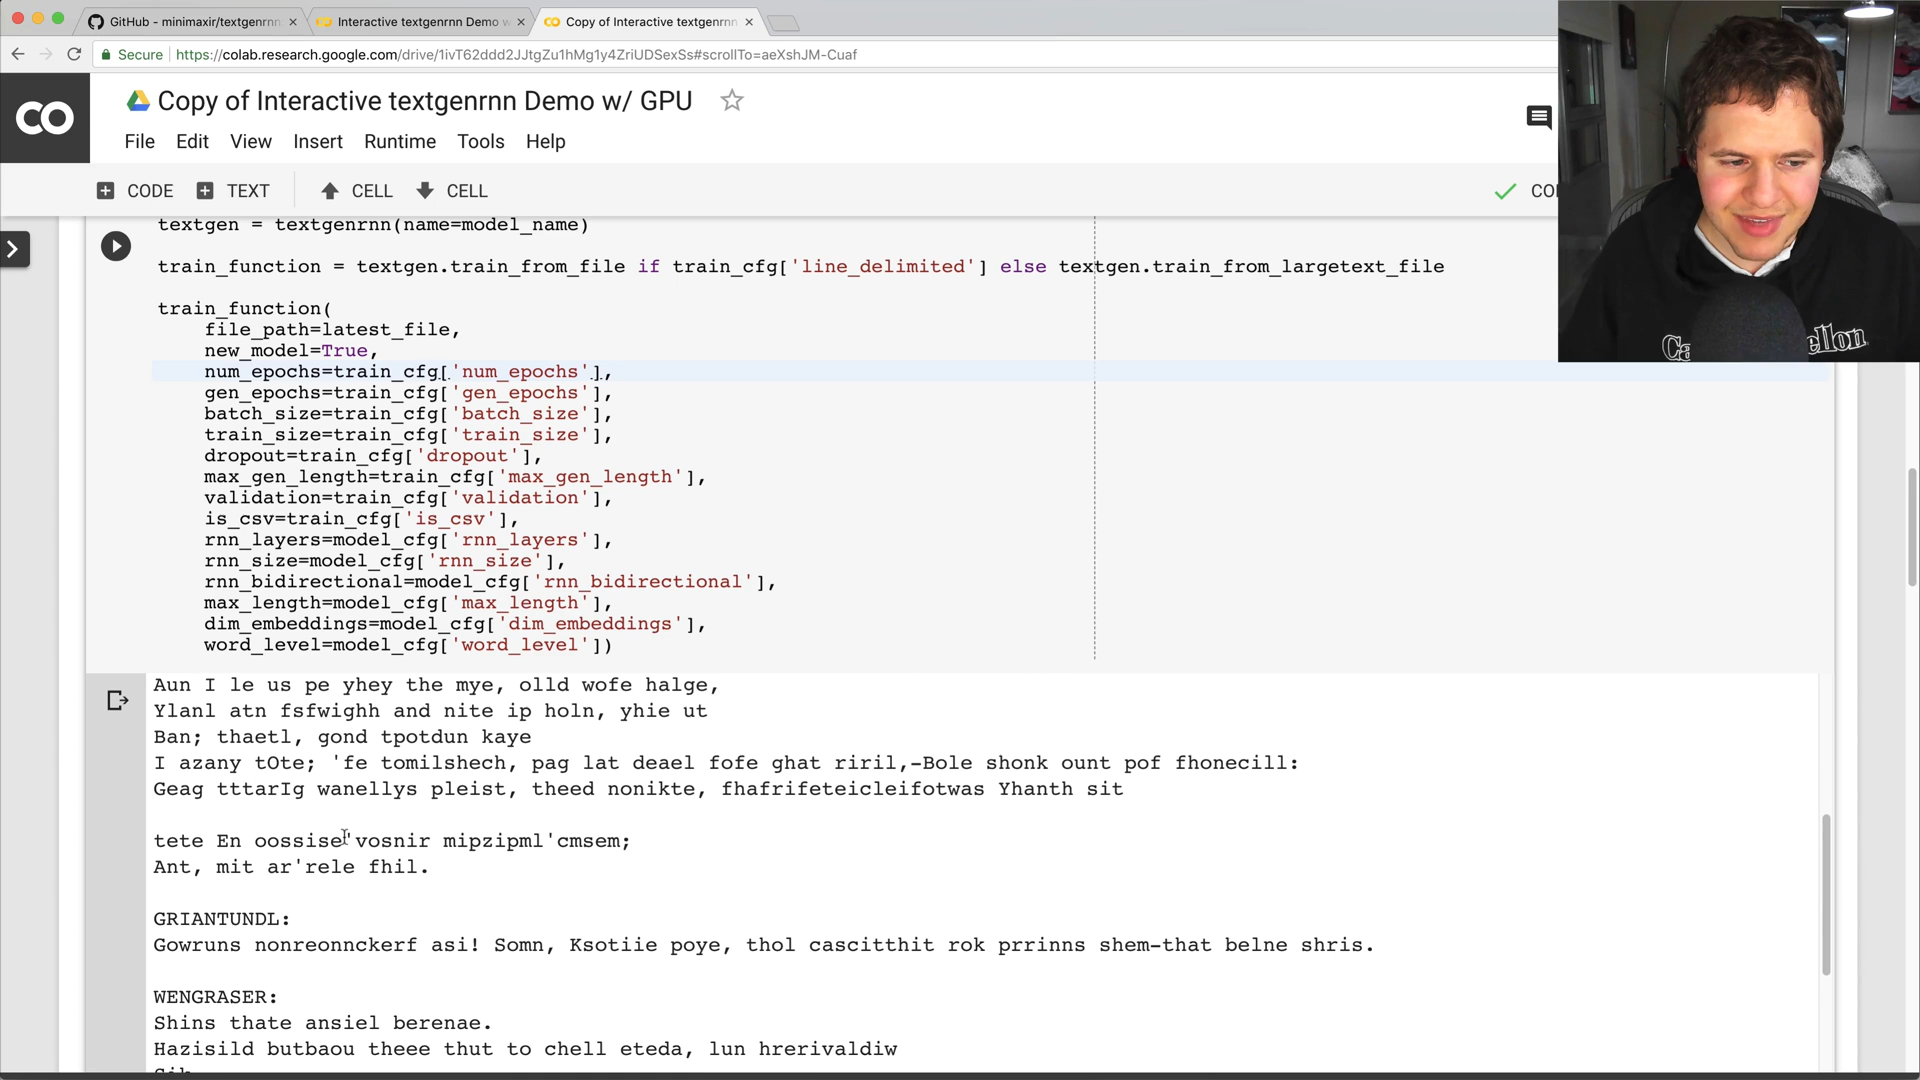 GitHub - minimaxir/textgenrnn
Interactive textgenrnn Demo w
Copy of Interactive textgenrnn
Secure https://colab.research.google.com/drive/1ivT62ddd2JJtgZu1hMg1y4ZriUDSexSs#scrollTo=aeXshJM-Cuaf
CO Copy of Interactive textgenrnn Demo w/ GPU
File Edit View Insert Runtime Tools Help
CODE TEXT CELL CELL
textgen = textgenrnn(name=model_name)
train_function = textgen.train_from_file if train_cfg['line_delimited'] else textgen.train_from_largetext_file
train_function(
file_path=latest_file,
new_model=True,
num_epochs=train_cfg['num_epochs'],
gen_epochs=train_cfg['gen_epochs'],
batch_size=train_cfg['batch_size'],
train_size=train_cfg['train_size'],
dropout=train_cfg['dropout'],
max_gen_length=train_cfg['max_gen_length'],
validation=train_cfg['validation'],
is_csv=train_cfg['is_csv'],
rnn_layers=model_cfg['rnn_layers'],
rnn_size=model_cfg['rnn_size'],
rnn_bidirectional=model_cfg['rnn_bidirectional'],
max_length=model_cfg['max_length'],
dim_embeddings=model_cfg['dim_embeddings'],
word_level=model_cfg['word_level'])
Aun I le us pe yhey the mye, olld wofe halge,
Ylanl atn fsfwighh and nite ip holn, yhie ut
Ban; thaetl, gond tpotdun kaye
I azany tOte; 'fe tomilshech, pag lat deael fofe ghat riril,-Bole shonk ount pof fhonecill:
Geag tttarIg wanellys pleist, theed nonikte, fhafrifeteicleifotwas Yhanth sit
tete En oossise'vosnir mipzipml'cmsem;
Ant, mit ar'rele fhil.
GRIANTUNDL:
Gowruns nonreonnckerf asi! Somn, Ksotiie poye, thol cascitthit rok prrinns shem-that belne shris.
WENGRASER:
Shins thate ansiel berenae.
Hazisild butbaou theee thut to chell eteda, lun hrerivaldiw